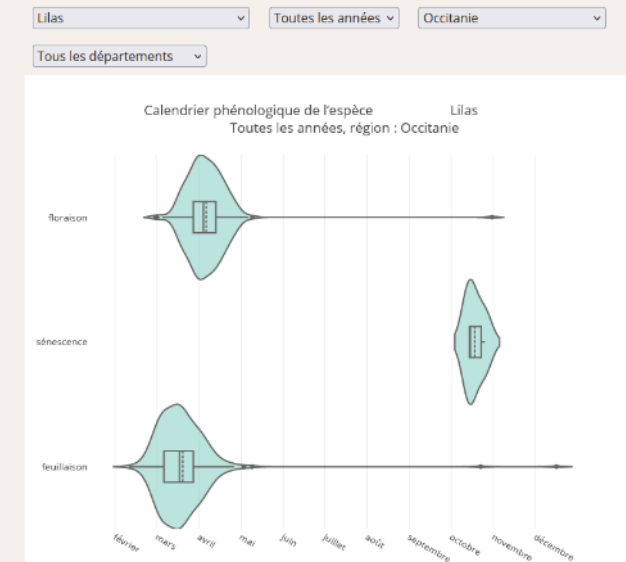 Lilas Toutes les années Occitanie
Tous les départements
Calendrier phénologique de l'espèce Lilas
Toutes les années, région : Occitanie
floraison
sénescence
feuillaison
février mars avril mai juin juillet août septembre octobre novembre décembre